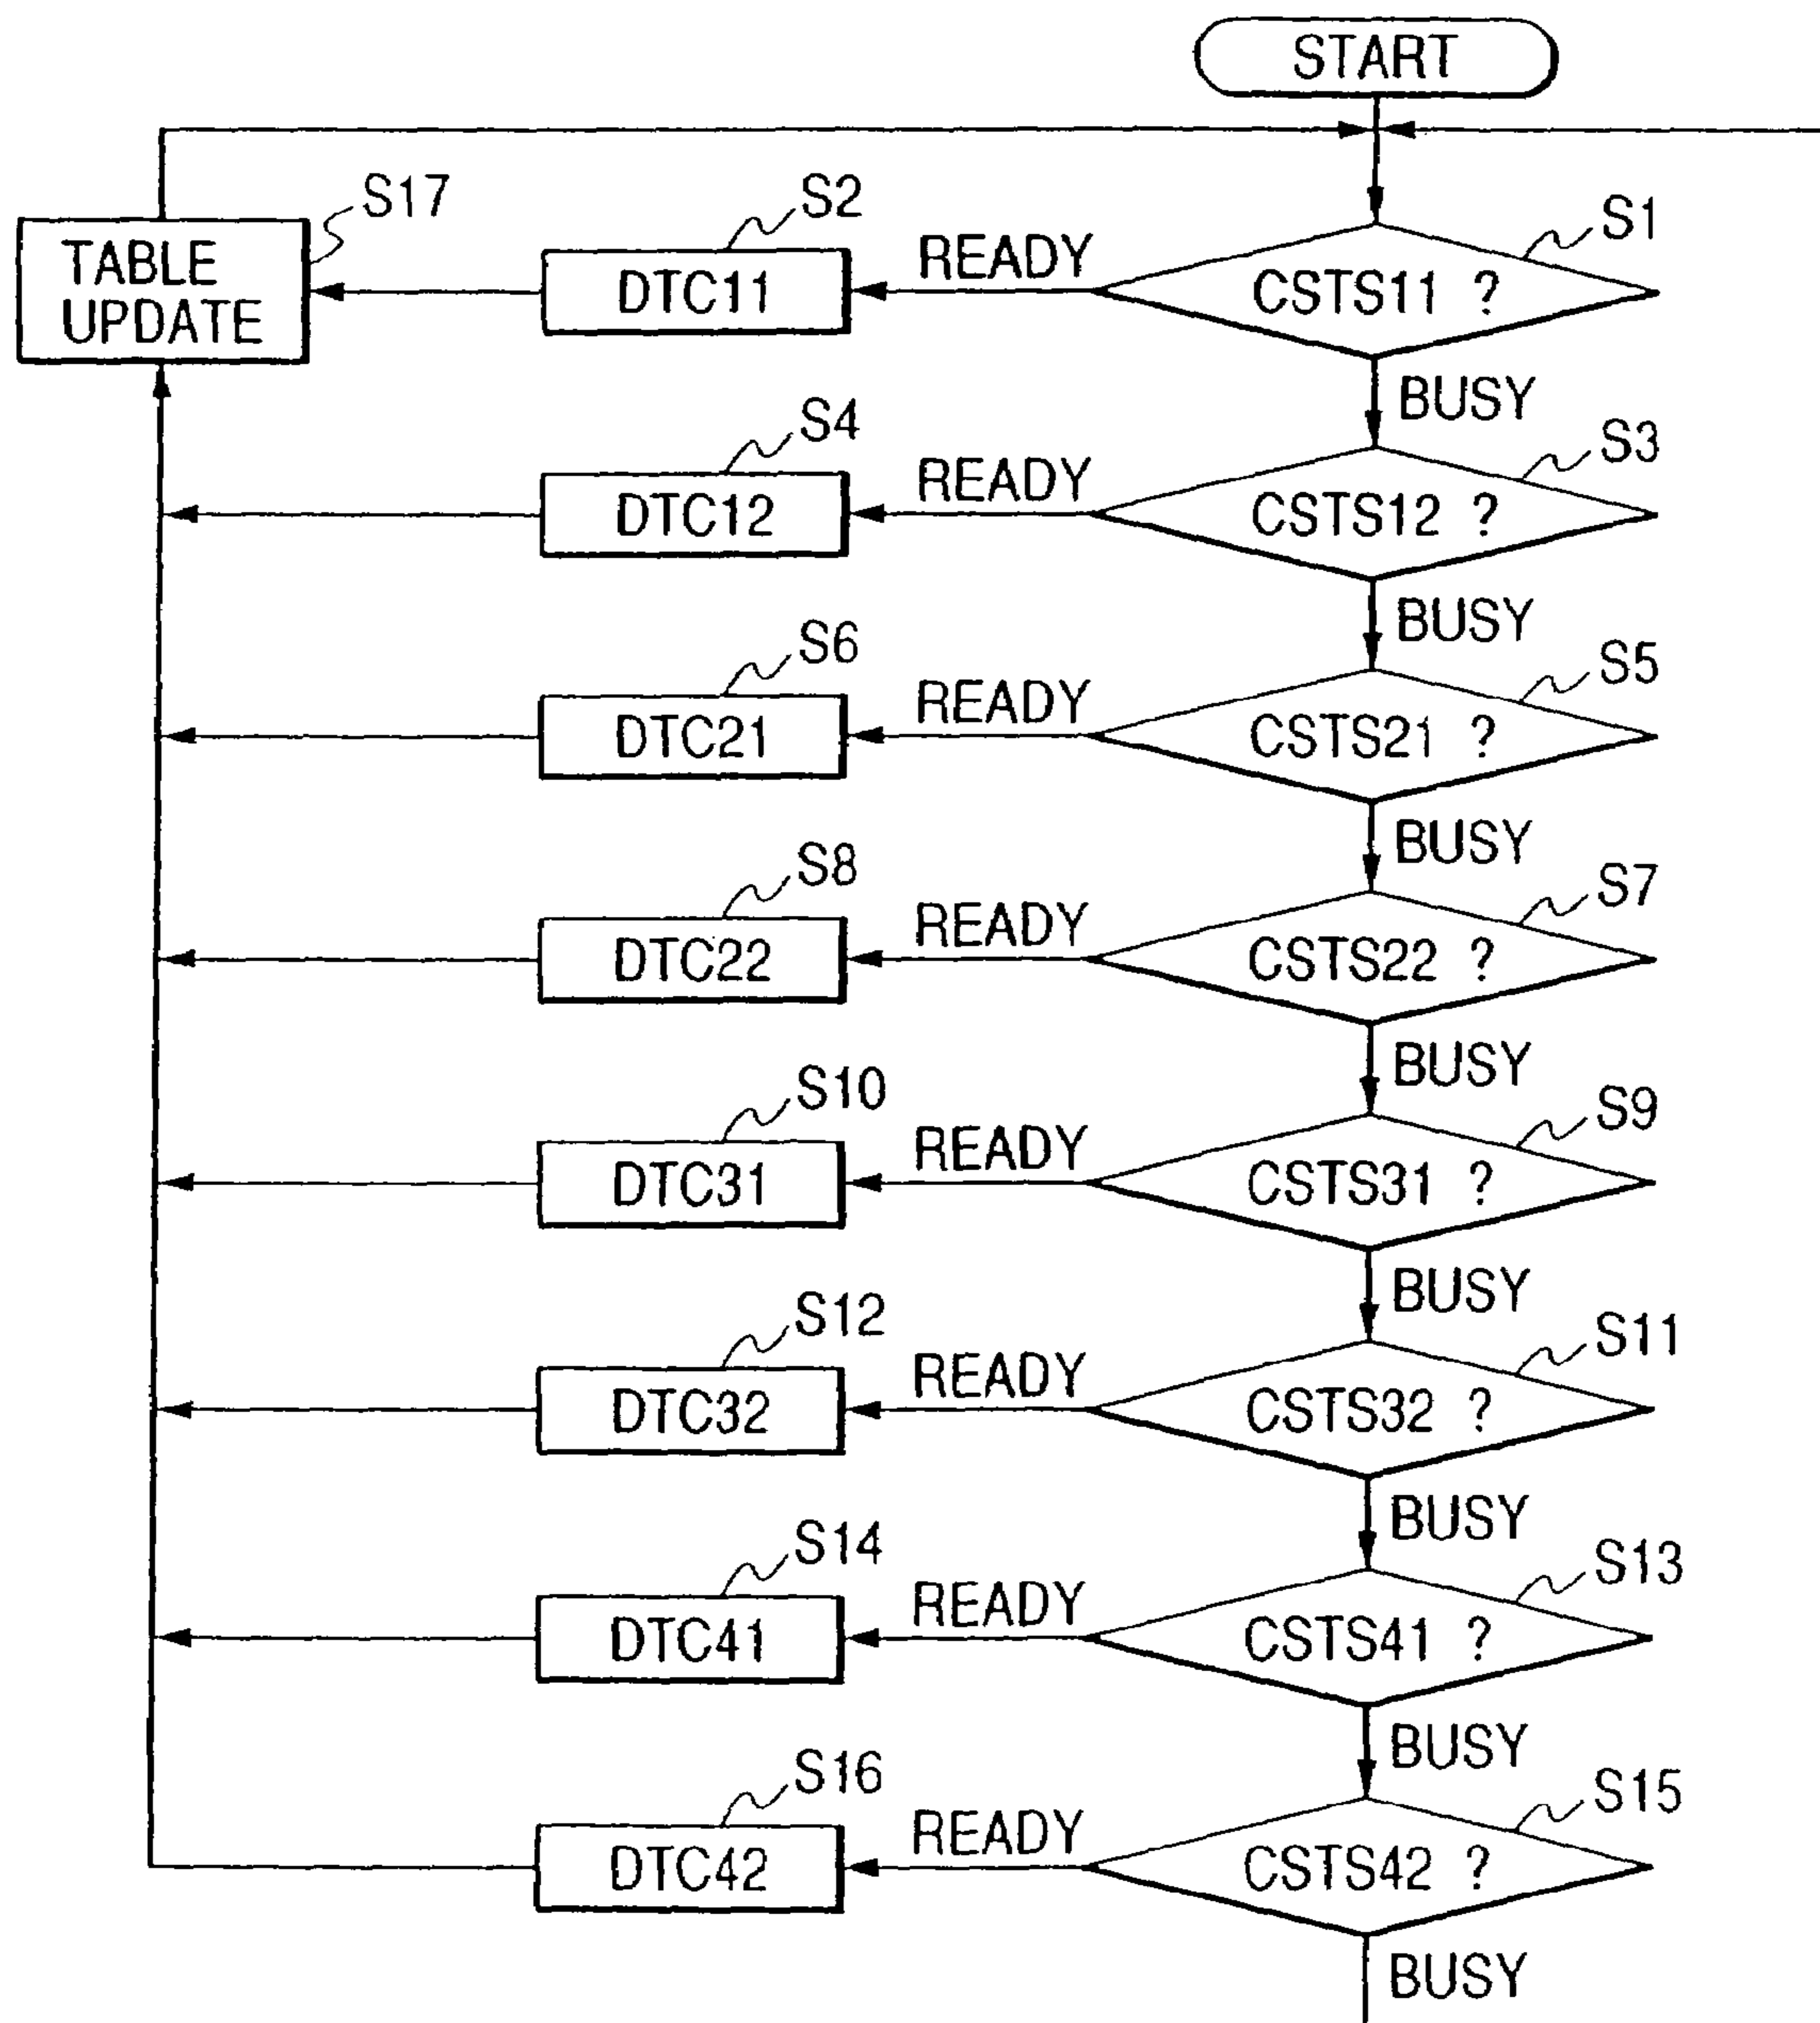 START
S17
S2
S1
TABLE
UPDATE
DTC11
READY
CSTS11 ?
BUSY
S4
S3
DTC12
READY
CSTS12 ?
BUSY
S6
S5
DTC21
READY
CSTS21 ?
BUSY
S8
S7
DTC22
READY
CSTS22 ?
BUSY
S10
S9
DTC31
READY
CSTS31 ?
BUSY
S12
S11
DTC32
READY
CSTS32 ?
BUSY
S14
S13
DTC41
READY
CSTS41 ?
BUSY
S16
S15
DTC42
READY
CSTS42 ?
BUSY